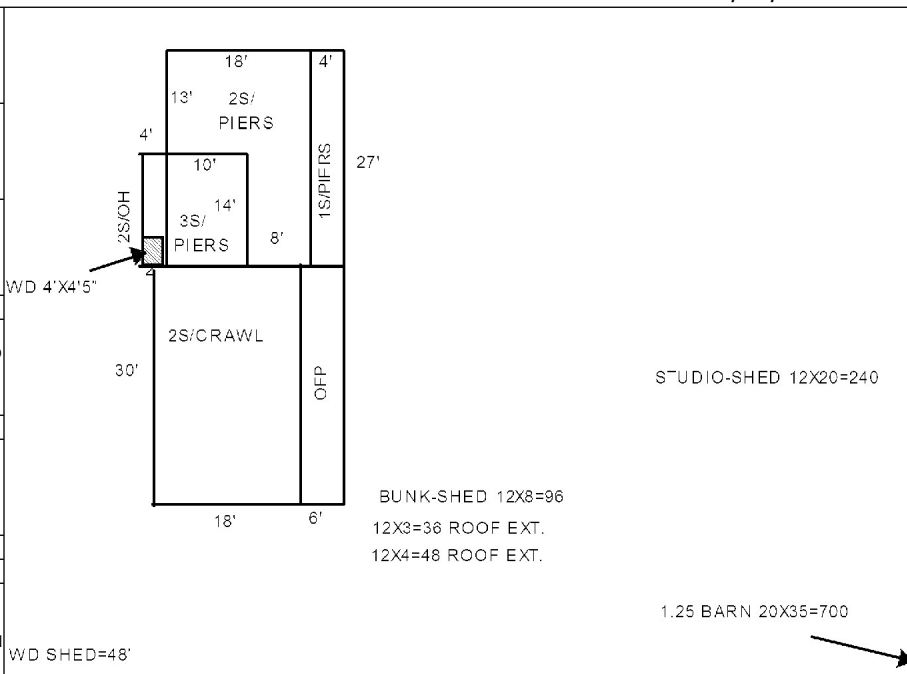 18' 4'
13' 2S/
PIERS
4'
10'
27'
1S/PIERS
2S/OH
14'
3S/
PIERS
8'
WD 4'X4'5"
2S/CRAWL
30'
OFP
STUDIO-SHED 12X20=240
BUNK-SHED 12X8=96
18' 6'
12X3=36 ROOF EXT.
12X4=48 ROOF EXT.
1.25 BARN 20X35=700
WD SHED=48'